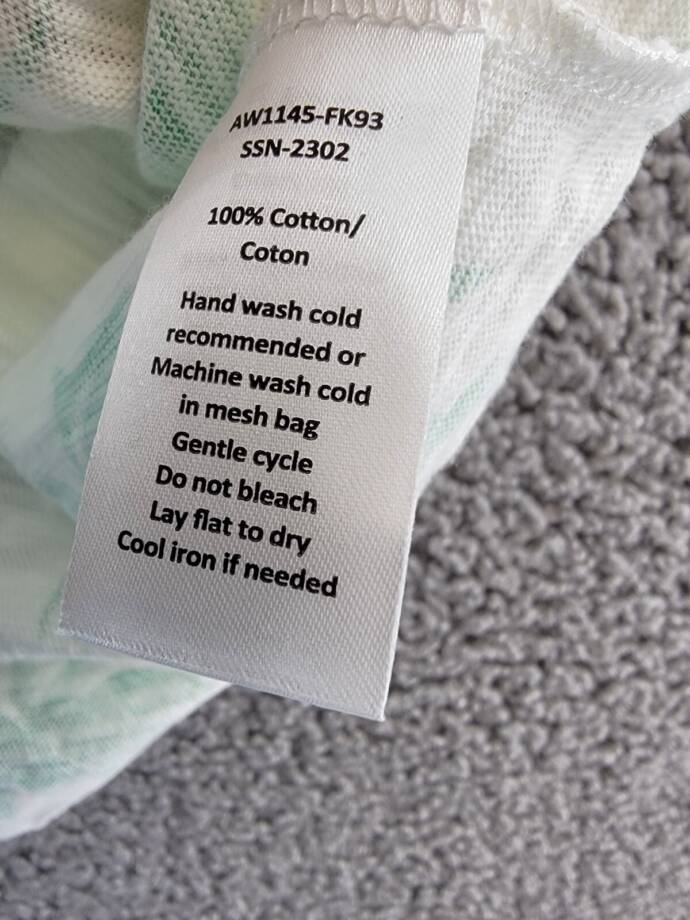 AW1145-FK93
SSN-2302
100% Cotton/
Coton
Hand wash cold
recommended or
Machine wash cold
in mesh bag
Gentle cycle
Do not bleach
Lay flat to dry
Cool iron if needed